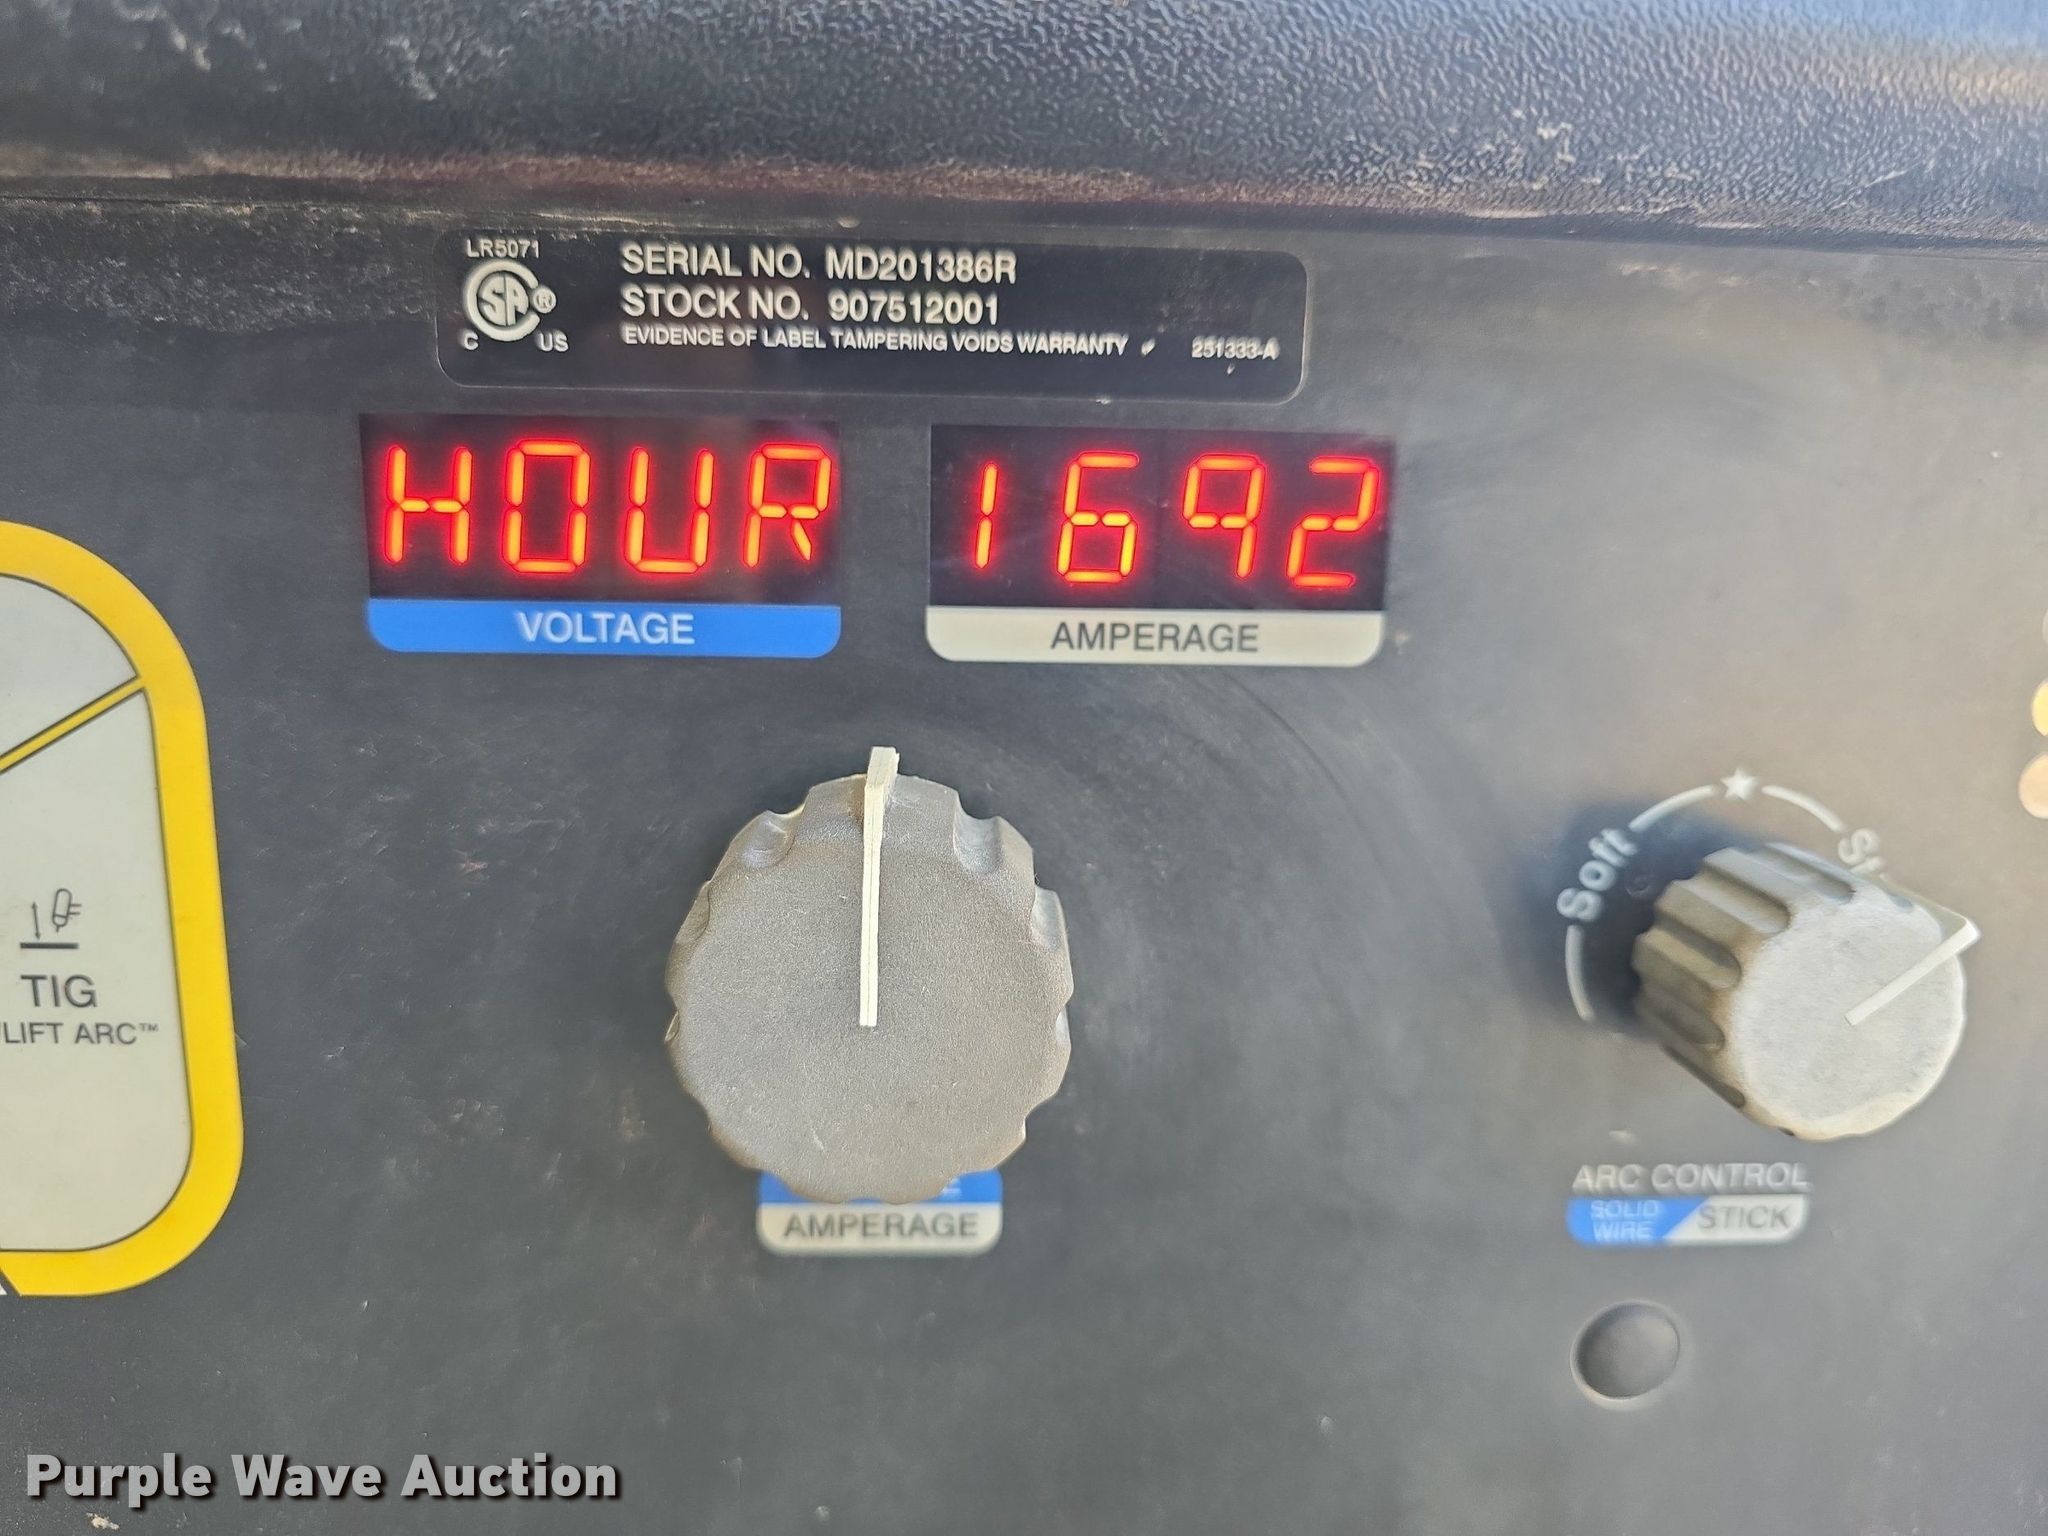 LR5071
SA®
C US
SERIAL NO. MD201386R
STOCK NO. 907512001
EVIDENCE OF LABEL TAMPERING VOIDS WARRANTY 251333-A
HOUR 1692
VOLTAGE AMPERAGE
Soft
TIG
LIFT ARC™
AMPERAGE
ARC CONTROL
SOLID WIRE STICK
Purple Wave Auction